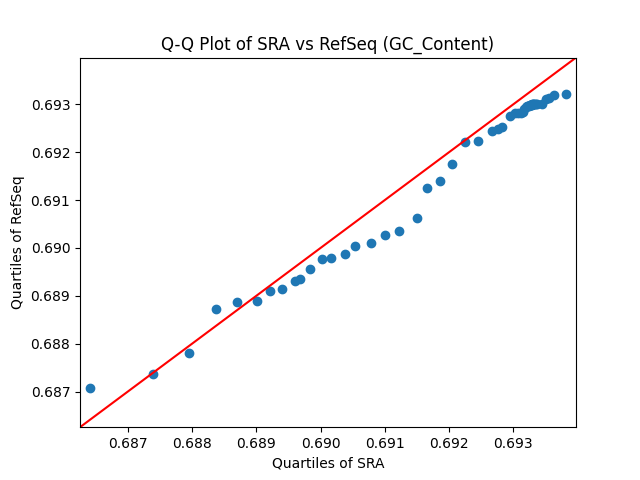 Q-Q Plot of SRA vs RefSeq (GC_Content)
Quartiles of RefSeq
0.693
0.692
0.691
0.690
0.689
0.688
0.687
0.687 0.688 0.689 0.690 0.691 0.692 0.693
Quartiles of SRA